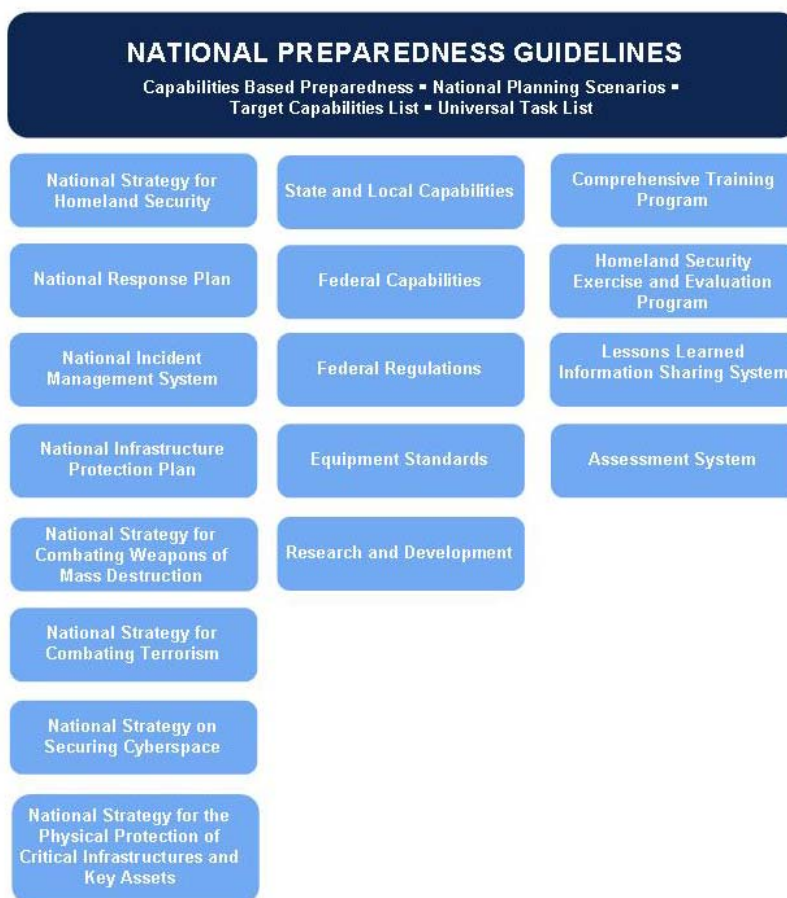 NATIONAL PREPAREDNESS GUIDELINES
Capabilities Based Preparedness ▪ National Planning Scenarios ▪
Target Capabilities List ▪ Universal Task List
National Strategy for
Homeland Security
National Response Plan
National Incident
Management System
National Infrastructure
Protection Plan
National Strategy for
Combating Weapons of
Mass Destruction
National Strategy for
Combating Terrorism
National Strategy on
Securing Cyberspace
National Strategy for the
Physical Protection of
Critical Infrastructures and
Key Assets
State and Local Capabilities
Federal Capabilities
Federal Regulations
Equipment Standards
Research and Development
Comprehensive Training
Program
Homeland Security
Exercise and Evaluation
Program
Lessons Learned
Information Sharing System
Assessment System